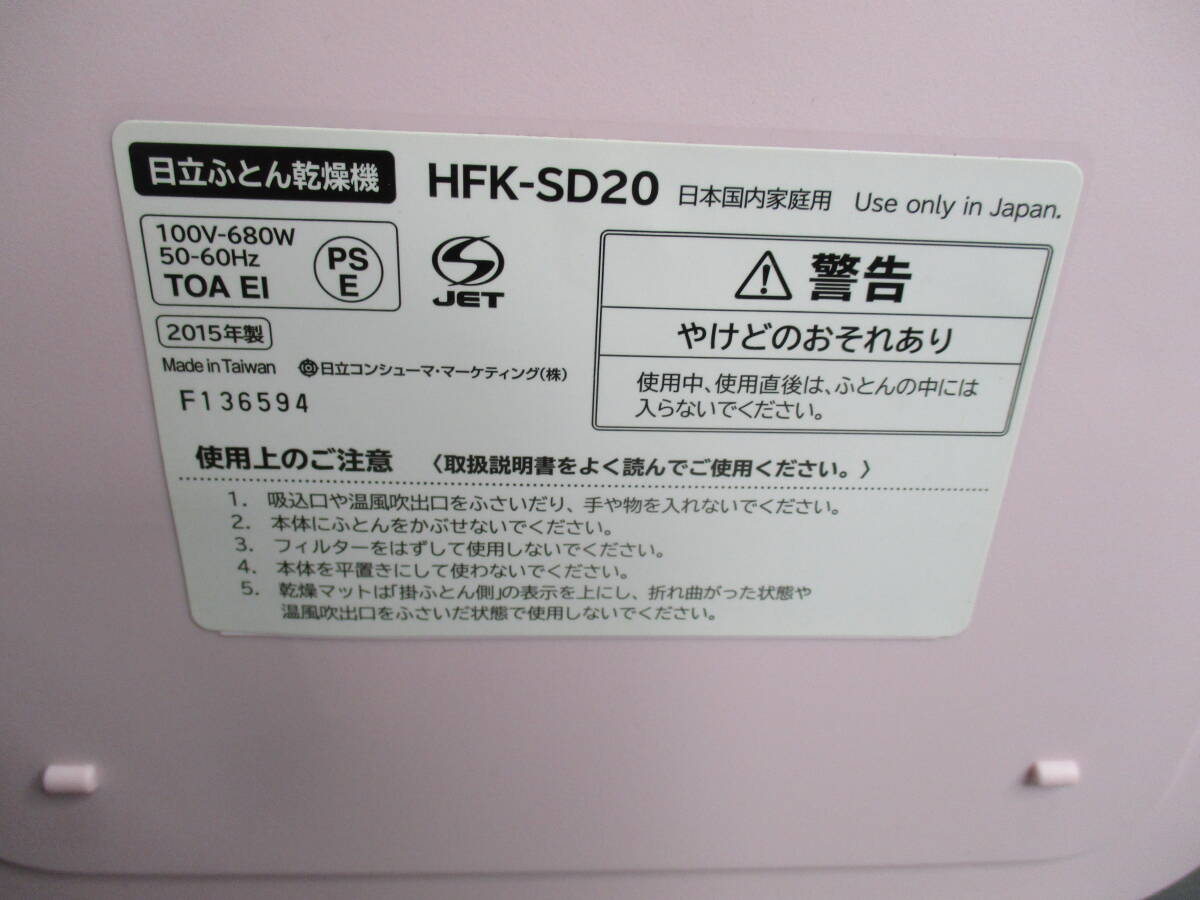 日立ふとん乾燥機 HFK-SD20 日本国内家庭用 Use only in Japan.
100V-680W
50-60Hz
TOA EI
PS
E
JET
2015年製
Made in Taiwan 日立コンシューマ・マーケティング(株)
F136594
警告
やけどのおそれあり
使用中、使用直後は、ふとんの中には
入らないでください。
使用上のご注意 〈取扱説明書をよく読んでご使用ください。〉
1. 吸込口や温風吹出口をふさいだり、手や物を入れないでください。
2. 本体にふとんをかぶせないでください。
3. フィルターをはずして使用しないでください。
4. 本体を平置きにして使わないでください。
5. 乾燥マットは「掛ふとん側」の表示を上にし、折れ曲がった状態や
温風吹出口をふさいだ状態で使用しないでください。